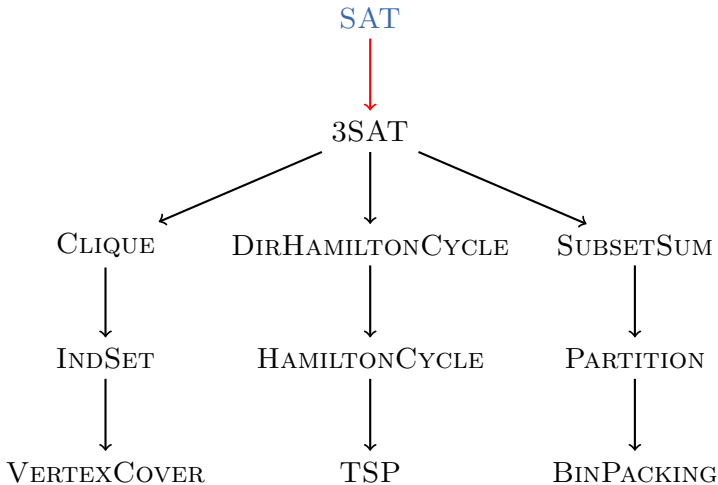 SAT
3SAT
CLIQUE DIRHAMILTONCYCLE SUBSETSUM
INDSET HAMILTONCYCLE PARTITION
VERTEXCOVER TSP BINPACKING